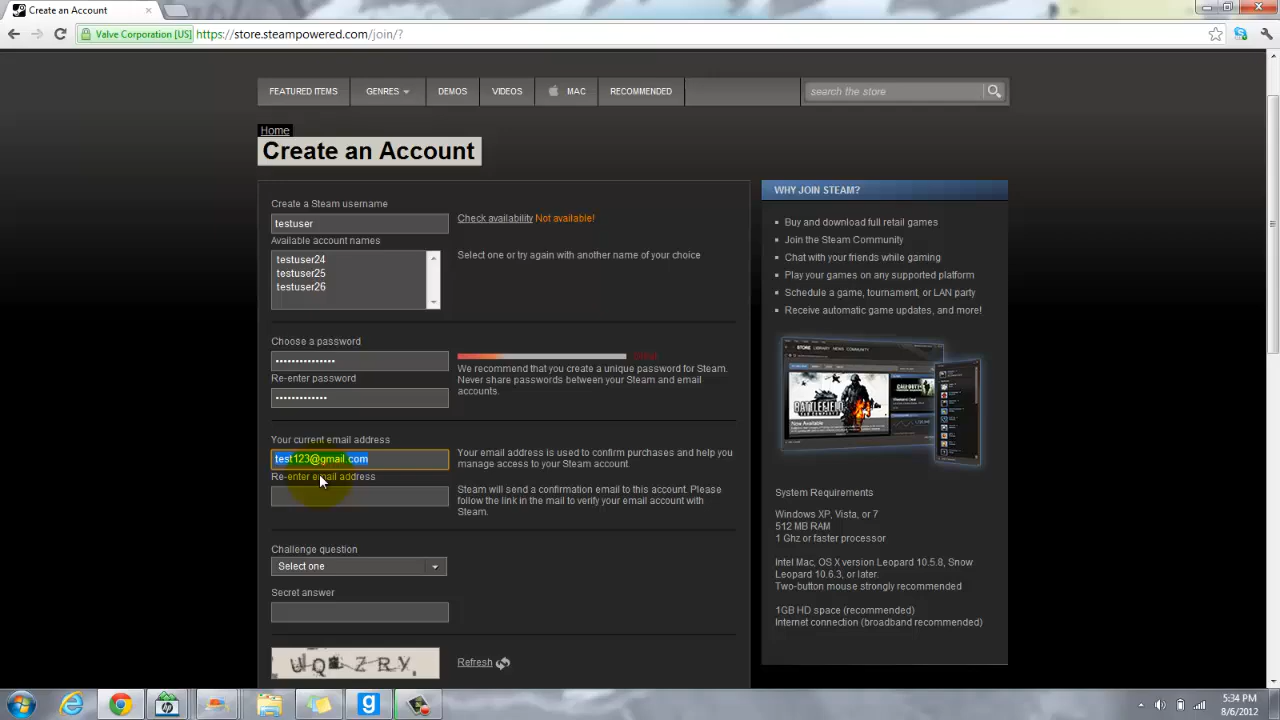 Create an Account
Valve Corporation [US] https://store.steampowered.com/join/?
FEATURED ITEMS GENRES DEMOS VIDEOS MAC RECOMMENDED search the store
Home
Create an Account
Create a Steam username
testuser
Check availability Not available!
Available account names
testuser24
testuser25
testuser26
Select one or try again with another name of your choice
Choose a password
We recommend that you create a unique password for Steam.
Never share passwords between your Steam and email
accounts.
Re-enter password
Your current email address
test123@gmail.com
Your email address is used to confirm purchases and help you
manage access to your Steam account.
Re-enter email address
Steam will send a confirmation email to this account. Please
follow the link in the mail to verify your email account with
Steam.
Challenge question
Select one
Secret answer
Refresh
WHY JOIN STEAM?
Buy and download full retail games
Join the Steam Community
Chat with your friends while gaming
Play your games on any supported platform
Schedule a game, tournament, or LAN party
Receive automatic game updates, and more!
BATTLEFIELD
System Requirements
Windows XP, Vista, or 7
512 MB RAM
1 Ghz or faster processor
Intel Mac, OS X version Leopard 10.5.8, Snow
Leopard 10.6.3, or later.
Two-button mouse strongly recommended
1GB HD space (recommended)
Internet connection (broadband recommended)
5:34 PM
8/6/2012